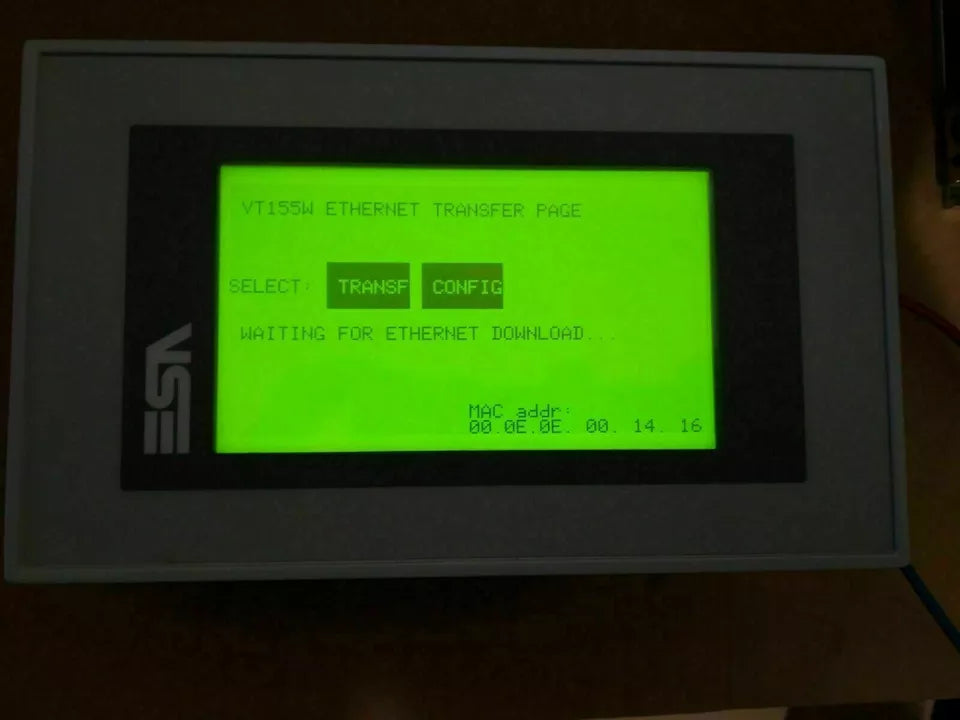 VT155W ETHERNET TRANSFER PAGE
SELECT: TRANSF CONFIG
WAITING FOR ETHERNET DOWNLOAD...
MAC addr:
00.0E.0E. 00. 14. 16
ESA